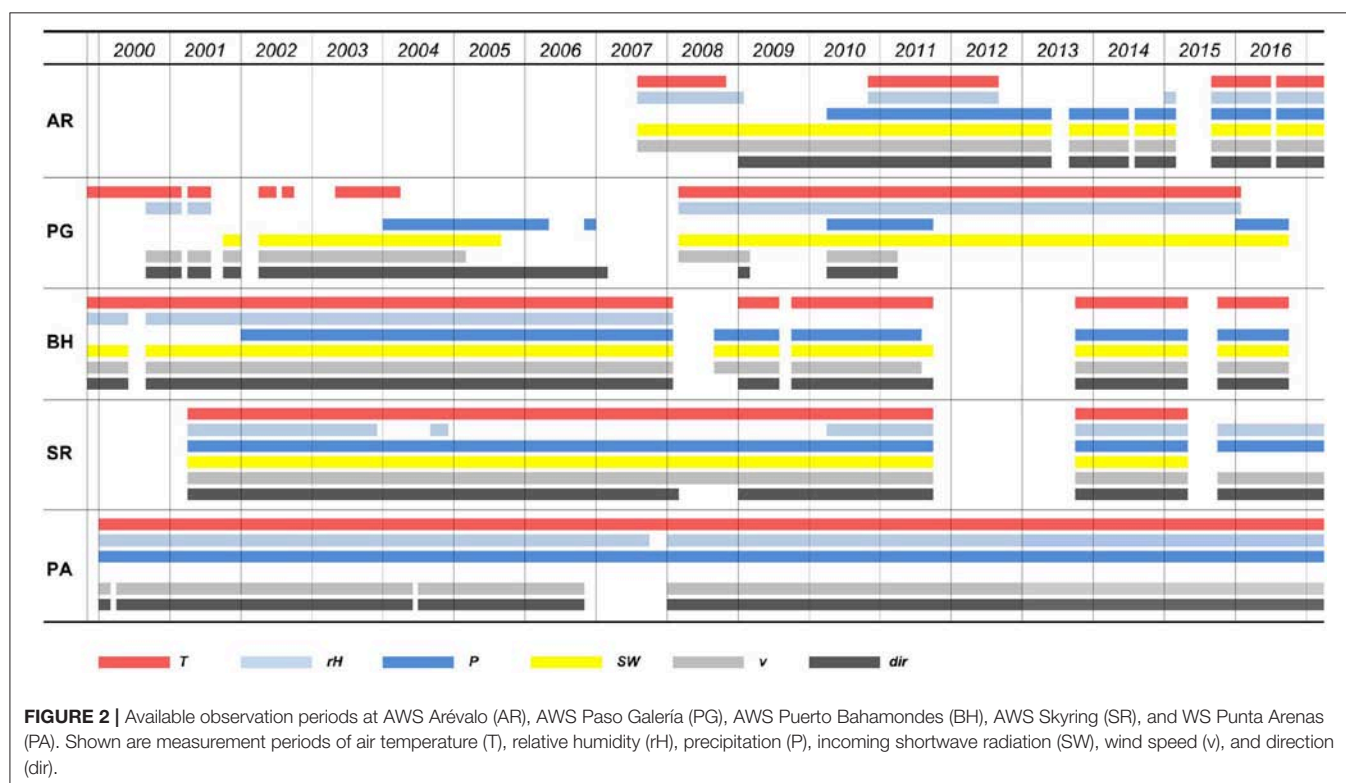 2000 2001 2002 2003 2004 2005 2006 2007 2008 2009 2010 2011 2012 2013 2014 2015 2016
AR
PG
BH
SR
PA
T rH P SW v dir
FIGURE 2 | Available observation periods at AWS Arévalo (AR), AWS Paso Galería (PG), AWS Puerto Bahamondes (BH), AWS Skyring (SR), and WS Punta Arenas
(PA). Shown are measurement periods of air temperature (T), relative humidity (rH), precipitation (P), incoming shortwave radiation (SW), wind speed (v), and direction
(dir).